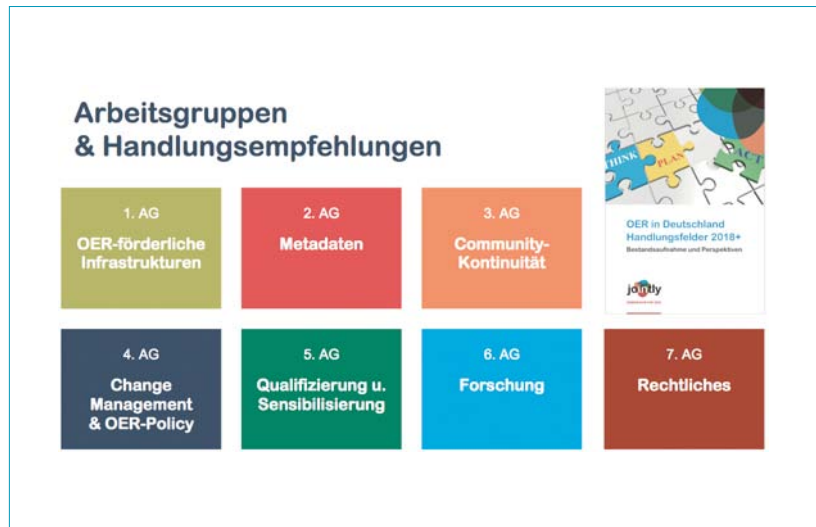 Arbeitsgruppen
& Handlungsempfehlungen
THINK
PLAN
ACT
OER in Deutschland
Handlungsfelder 2018+
Bestandsaufnahme und Perspektiven
jointly
1. AG
OER-förderliche
Infrastrukturen
2. AG
Metadaten
3. AG
Community-
Kontinuität
4. AG
Change
Management
& OER-Policy
5. AG
Qualifizierung u.
Sensibilisierung
6. AG
Forschung
7. AG
Rechtliches